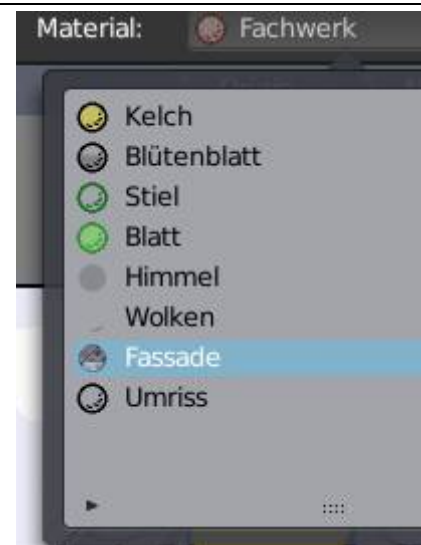 Material: Fachwerk
Kelch
Blütenblatt
Stiel
Blatt
Himmel
Wolken
Fassade
Umriss